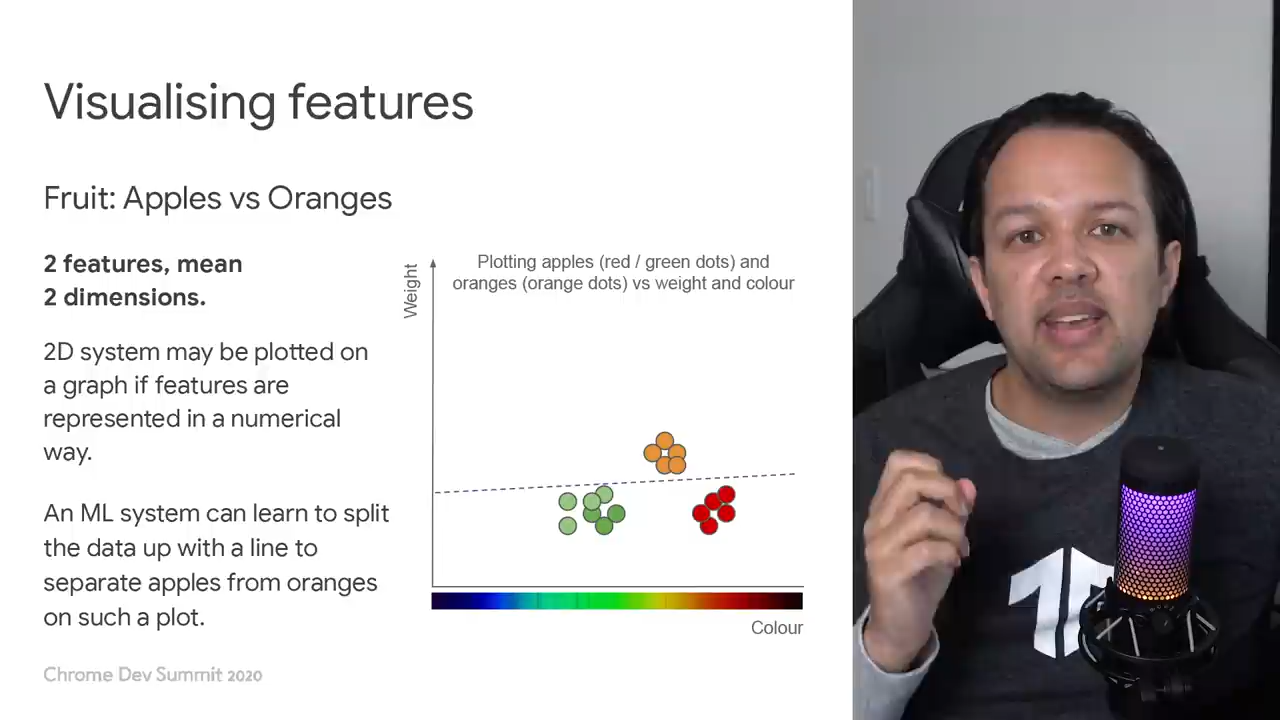 Visualising features
Fruit: Apples vs Oranges
2 features, mean
2 dimensions.
2D system may be plotted on
a graph if features are
represented in a numerical
way.
An ML system can learn to split
the data up with a line to
separate apples from oranges
on such a plot.
Weight
Plotting apples (red / green dots) and
oranges (orange dots) vs weight and colour
Colour
Chrome Dev Summit 2020